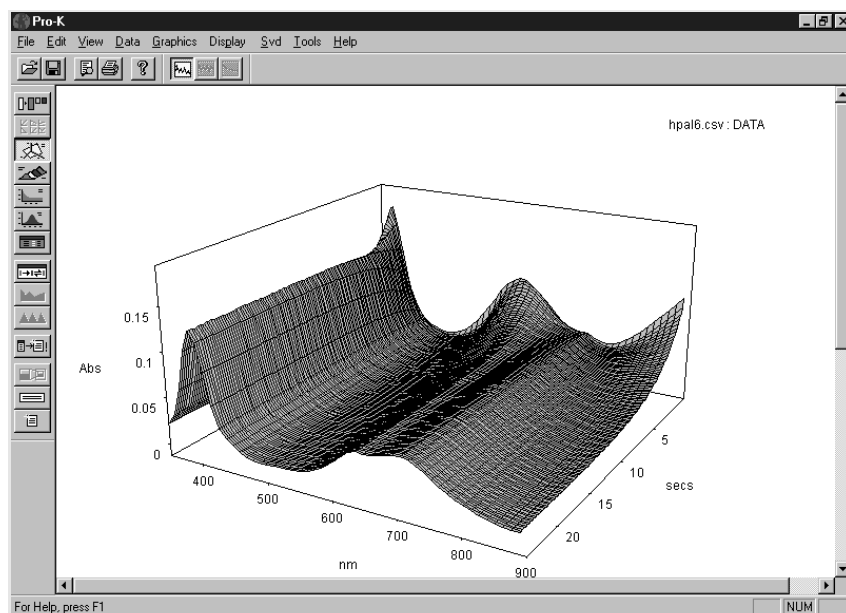 Pro-K
File Edit View Data Graphics Display Svd Tools Help
hpal6.csv : DATA
0.15
0.1
0.05
0
Abs
400
500
600
700
800
900
nm
5
10
15
20
secs
For Help, press F1
NUM